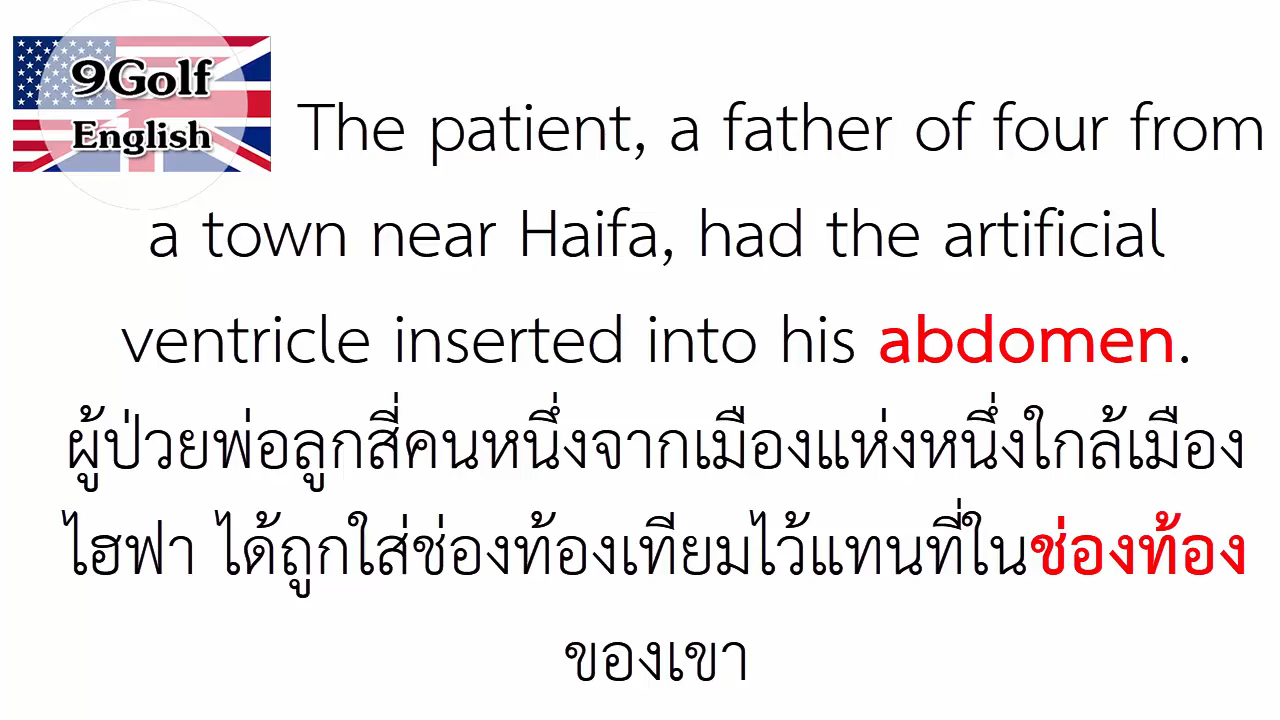 9Golf
English
The patient, a father of four from
a town near Haifa, had the artificial
ventricle inserted into his abdomen.
ผู้ป่วยพ่อลูกสี่คนหนึ่งจากเมืองแห่งหนึ่งใกล้เมือง
ไฮฟา ได้ถูกใส่ช่องท้องเทียมไว้แทนที่ในช่องท้อง
ของเขา